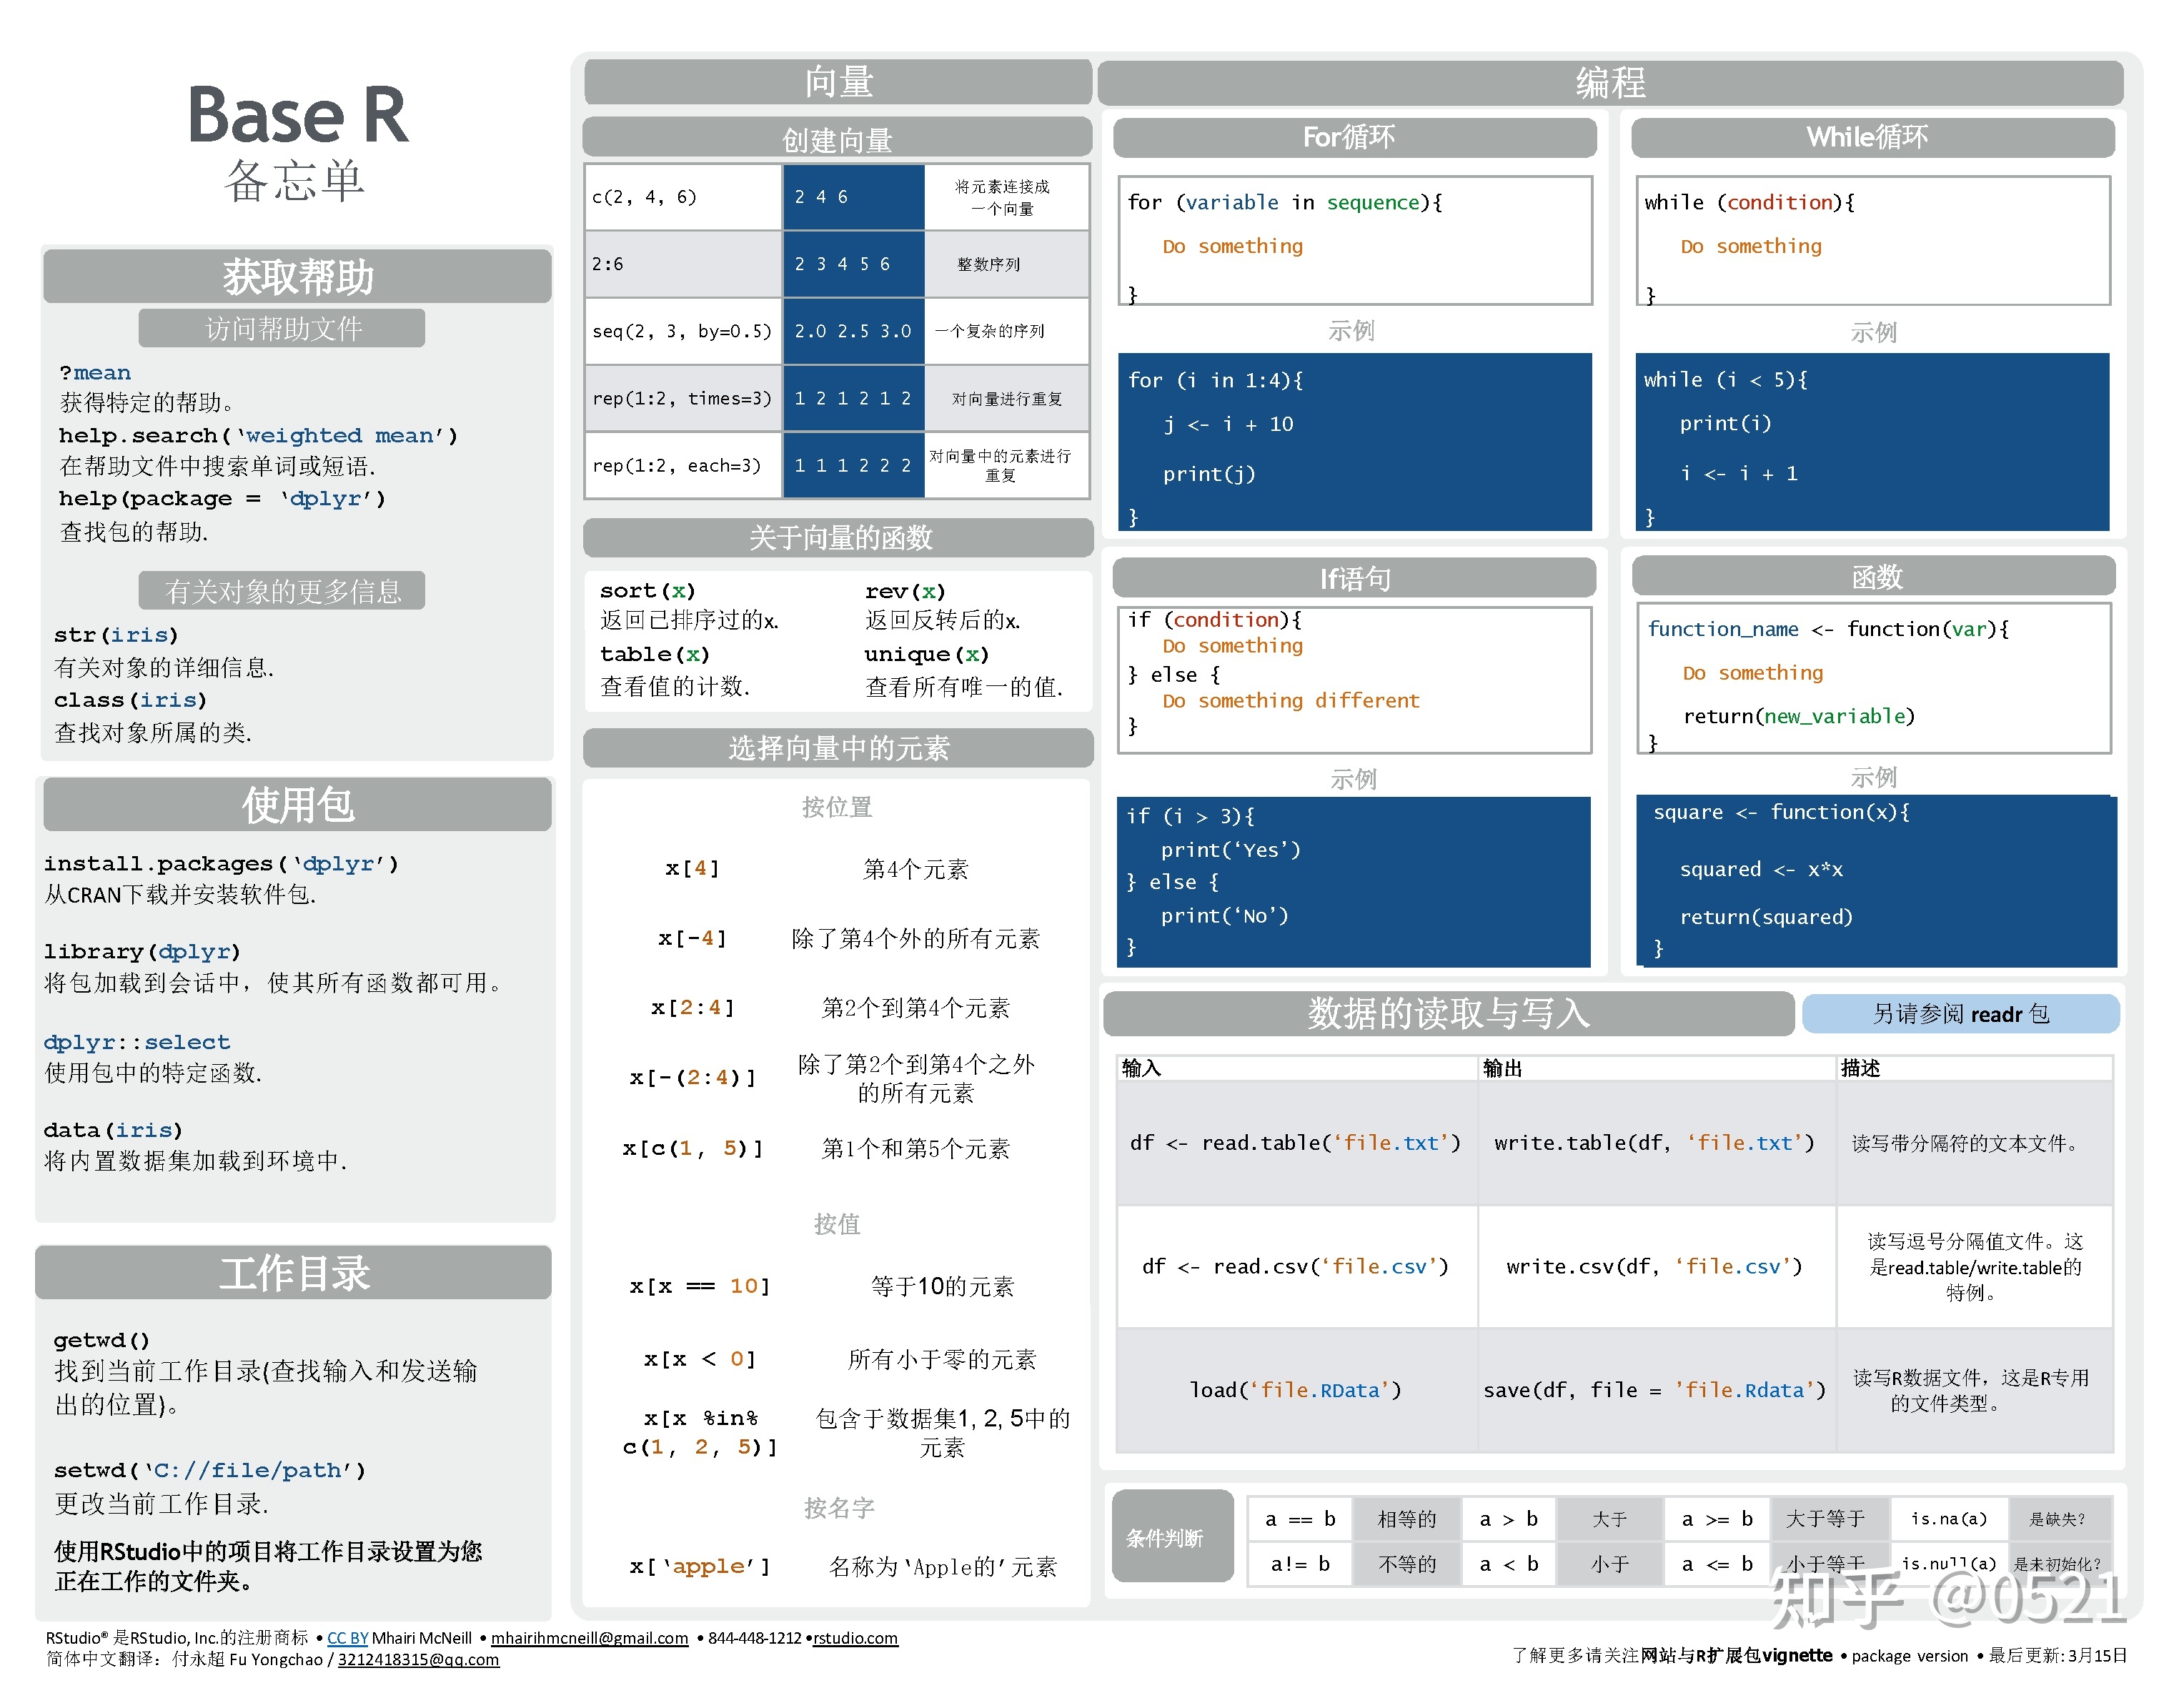 Base R
备忘单
获取帮助
访问帮助文件
?mean
获得特定的帮助。
help.search(‘weighted mean’)
在帮助文件中搜索单词或短语.
help(package = ‘dplyr’)
查找包的帮助.
有关对象的更多信息
str(iris)
有关对象的详细信息.
class(iris)
查找对象所属的类.
使用包
install.packages(‘dplyr’)
从CRAN下载并安装软件包.
library(dplyr)
将包加载到会话中，使其所有函数都可用。
dplyr::select
使用包中的特定函数.
data(iris)
将内置数据集加载到环境中.
工作目录
getwd()
找到当前工作目录(查找输入和发送输
出的位置)。
setwd(‘C://file/path’)
更改当前工作目录.
使用RStudio中的项目将工作目录设置为您
正在工作的文件夹。
向量
创建向量
c(2, 4, 6) 2 4 6 将元素连接成
一个向量
2:6 2 3 4 5 6 整数序列
seq(2, 3, by=0.5) 2.0 2.5 3.0 一个复杂的序列
rep(1:2, times=3) 1 2 1 2 1 2 对向量进行重复
rep(1:2, each=3) 1 1 1 2 2 2 对向量中的元素进行
重复
关于向量的函数
sort(x) rev(x)
返回已排序过的x. 返回反转后的x.
table(x) unique(x)
查看值的计数. 查看所有唯一的值.
选择向量中的元素
按位置
x[4] 第4个元素
x[-4] 除了第4个外的所有元素
x[2:4] 第2个到第4个元素
x[-(2:4)] 除了第2个到第4个之外
的所有元素
x[c(1, 5)] 第1个和第5个元素
按值
x[x == 10] 等于10的元素
x[x < 0] 所有小于零的元素
x[x %in% 包含于数据集1, 2, 5中的
c(1, 2, 5)] 元素
按名字
x[‘apple’] 名称为‘Apple的’元素
编程
For循环
for (variable in sequence){
Do something
}
示例
for (i in 1:4){
j <- i + 10
print(j)
}
While循环
while (condition){
Do something
}
示例
while (i < 5){
print(i)
i <- i + 1
}
If语句
if (condition){
Do something
} else {
Do something different
}
示例
if (i > 3){
print(‘Yes’)
} else {
print(‘No’)
}
函数
function_name <- function(var){
Do something
return(new_variable)
}
示例
square <- function(x){
squared <- x*x
return(squared)
}
数据的读取与写入
另请参阅 readr 包
输入 输出 描述
df <- read.table(‘file.txt’) write.table(df, ‘file.txt’) 读写带分隔符的文本文件。
df <- read.csv(‘file.csv’) write.csv(df, ‘file.csv’) 读写逗号分隔值文件。这
是read.table/write.table的
特例。
load(‘file.RData’) save(df, file = ’file.Rdata’) 读写R数据文件，这是R专用
的文件类型。
条件判断
a == b 相等的 a > b 大于 a >= b 大于等于 is.na(a) 是缺失?
a!= b 不等的 a < b 小于 a <= b 小于等于 is.null(a) 是未初始化?
知乎 @0521
RStudio® 是RStudio, Inc.的注册商标 • CC BY Mhairi McNeill • mhairihmcneill@gmail.com • 844-448-1212 •rstudio.com
简体中文翻译：付永超 Fu Yongchao / 3212418315@qq.com
了解更多请关注网站与R扩展包vignette • package version • 最后更新: 3月15日